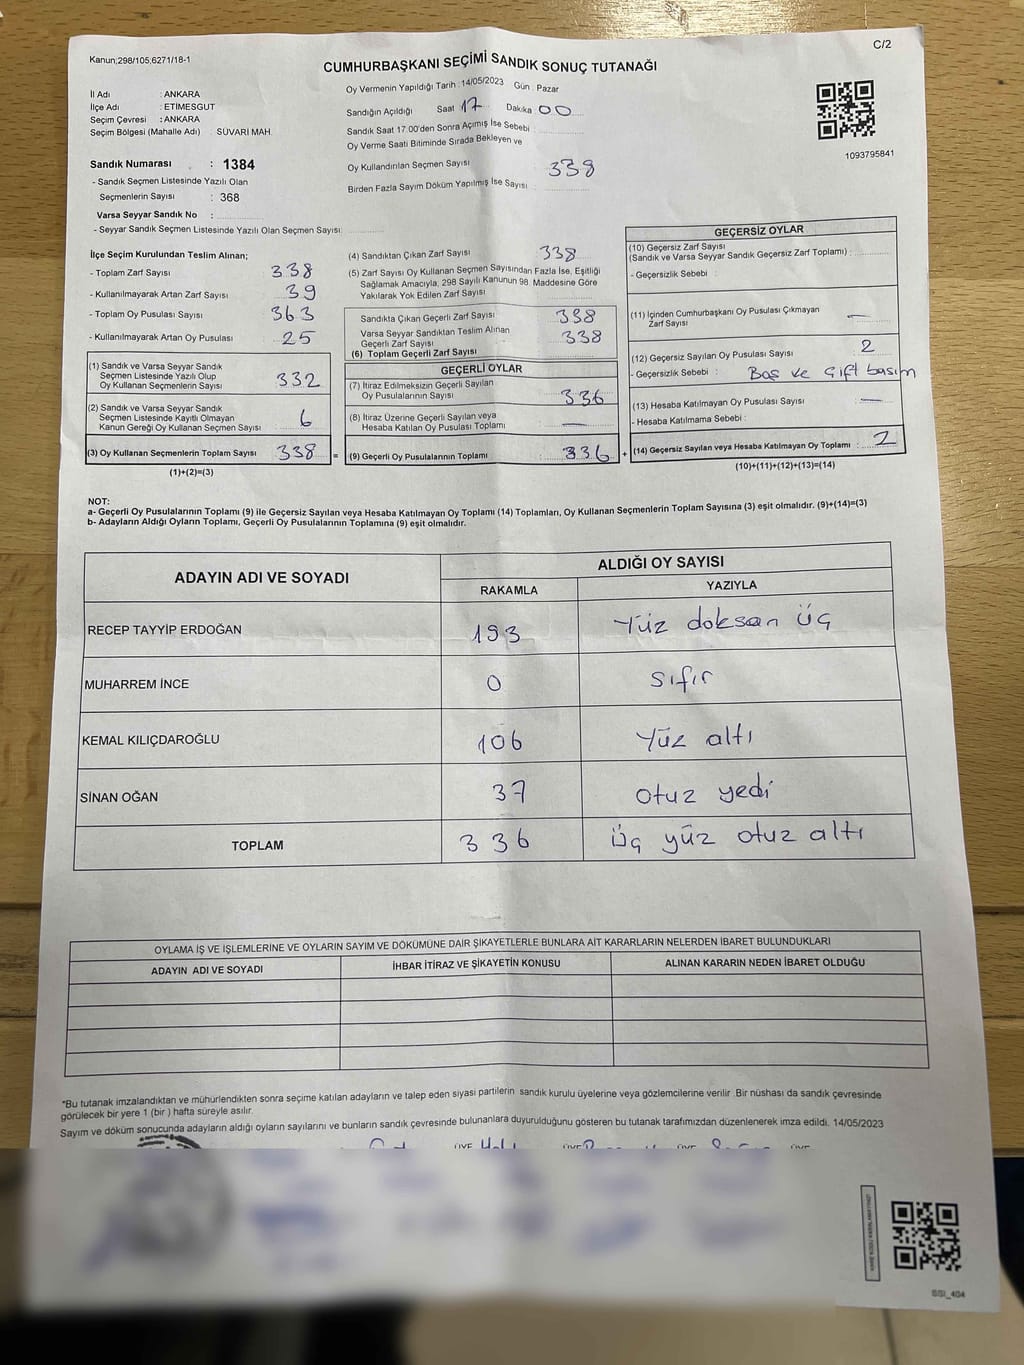 C/2
Kanun;298/105;6271/18-1
CUMHURBAŞKANI SEÇİMİ SANDIK SONUÇ TUTANAĞI
İl Adı : ANKARA
İlçe Adı : ETİMESGUT
Seçim Çevresi : ANKARA
Seçim Bölgesi (Mahalle Adı) : SUVARİ MAH.
Sandık Numarası : 1384
- Sandık Seçmen Listesinde Yazılı Olan
Seçmenlerin Sayısı : 368
Varsa Seyyar Sandık No :
- Seyyar Sandık Seçmen Listesinde Yazılı Olan Seçmen Sayısı:
Oy Vermenin Yapıldığı Tarih : 14/05/2023 Gün : Pazar
Sandığın Açıldığı Saat 17 Dakika 00
Sandık Saat 17.00'den Sonra Açımış İse Sebebi :
Oy Verme Saati Bitiminde Sırada Bekleyen ve
Oy Kullandırılan Seçmen Sayısı 338
Birden Fazla Sayım Döküm Yapılmış İse Sayısı
1093795841
İlçe Seçim Kurulundan Teslim Alınan;
- Toplam Zarf Sayısı 338
- Kullanılmayarak Artan Zarf Sayısı 39
- Toplam Oy Pusulası Sayısı 363
- Kullanılmayarak Artan Oy Pusulası 25
(1) Sandık ve Varsa Seyyar Sandık
Seçmen Listesinde Yazılı Olup
Oy Kullanan Seçmenlerin Sayısı 332
(2) Sandık ve Varsa Seyyar Sandık
Seçmen Listesinde Kayıtlı Olmayan
Kanun Gereği Oy Kullanan Seçmen Sayısı 6
(3) Oy Kullanan Seçmenlerin Toplam Sayısı 338 =
(1)+(2)=(3)
(4) Sandıktan Çıkan Zarf Sayısı 338
(5) Zarf Sayısı Oy Kullanan Seçmen Sayısından Fazla İse, Eşitliği
Sağlamak Amacıyla, 298 Sayılı Kanunun 98. Maddesine Göre
Yakılarak Yok Edilen Zarf Sayısı
Sandıkta Çıkan Geçerli Zarf Sayısı 338
Varsa Seyyar Sandıktan Teslim Alınan
Geçerli Zarf Sayısı 338
(6) Toplam Geçerli Zarf Sayısı
GEÇERLİ OYLAR
(7) İtiraz Edilmeksizin Geçerli Sayılan
Oy Pusulalarının Sayısı 336
(8) İtiraz Üzerine Geçerli Sayılan veya
Hesaba Katılan Oy Pusulası Toplamı —
(9) Geçerli Oy Pusulalarının Toplamı 336 +
GEÇERSİZ OYLAR
(10) Geçersiz Zarf Sayısı
(Sandık ve Varsa Seyyar Sandık Geçersiz Zarf Toplamı) :
- Geçersizlik Sebebi :
(11) İçinden Cumhurbaşkanı Oy Pusulası Çıkmayan
Zarf Sayısı —
(12) Geçersiz Sayılan Oy Pusulası Sayısı 2
- Geçersizlik Sebebi : Boş ve çift basım
(13) Hesaba Katılmayan Oy Pusulası Sayısı —
- Hesaba Katılmama Sebebi :
(14) Geçersiz Sayılan veya Hesaba Katılmayan Oy Toplamı : 2
(10)+(11)+(12)+(13)=(14)
NOT:
a- Geçerli Oy Pusulalarının Toplamı (9) ile Geçersiz Sayılan veya Hesaba Katılmayan Oy Toplamı (14) Toplamları, Oy Kullanan Seçmenlerin Toplam Sayısına (3) eşit olmalıdır. (9)+(14)=(3)
b- Adayların Aldığı Oyların Toplamı, Geçerli Oy Pusulalarının Toplamına (9) eşit olmalıdır.
ADAYIN ADI VE SOYADI ALDIĞI OY SAYISI
RAKAMLA YAZIYLA
RECEP TAYYİP ERDOĞAN 193 Yüz doksan üç
MUHARREM İNCE 0 sıfır
KEMAL KILIÇDAROĞLU 106 Yüz altı
SİNAN OĞAN 37 otuz yedi
TOPLAM 336 üç yüz otuz altı
OYLAMA İŞ VE İŞLEMLERİNE VE OYLARIN SAYIM VE DÖKÜMÜNE DAİR ŞİKAYETLERLE BUNLARA AİT KARARLARIN NELERDEN İBARET BULUNDUKLARI
ADAYIN ADI VE SOYADI İHBAR İTİRAZ VE ŞİKAYETİN KONUSU ALINAN KARARIN NEDEN İBARET OLDUĞU
*Bu tutanak imzalandıktan ve mühürlendikten sonra seçime katılan adayların ve talep eden siyasi partilerin sandık kurulu üyelerine veya gözlemcilerine verilir. Bir nüshası da sandık çevresinde
görülecek bir yere 1 (bir) hafta süreyle asılır.
Sayım ve döküm sonucunda adayların aldığı oyların sayılarını ve bunların sandık çevresinde bulunanlara duyurulduğunu gösteren bu tutanak tarafımızdan düzenlenerek imza edildi. 14/05/2023
SSI_404